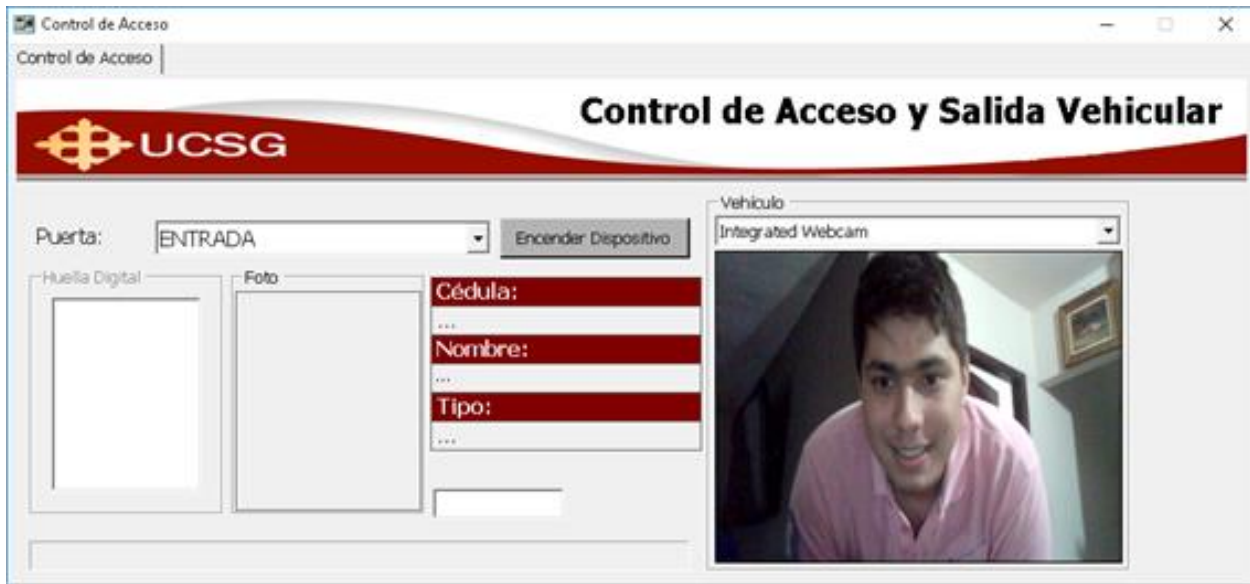 Control de Acceso
Control de Acceso
Control de Acceso y Salida Vehicular
UCSG
Puerta:
ENTRADA
Encender Dispositivo
Vehículo
Integrated Webcam
Huella Digital
Foto
Cédula:
...
Nombre:
...
Tipo:
...